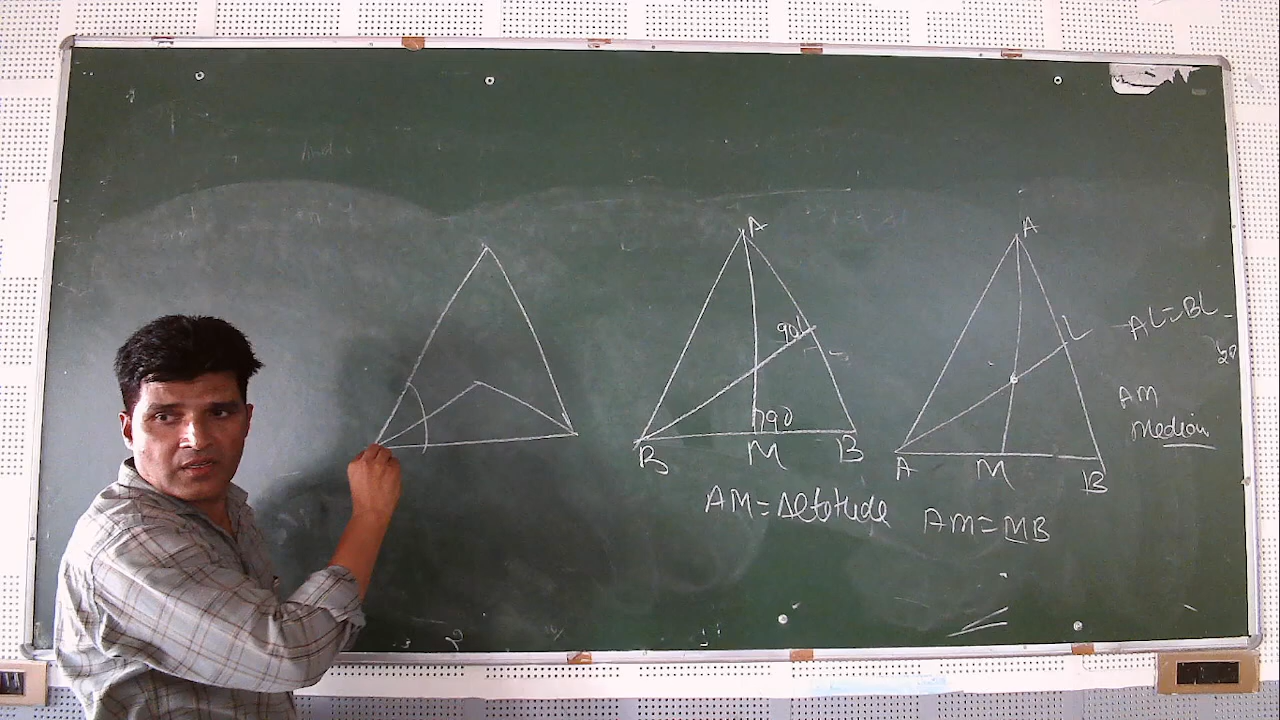 A
90
90
B
M
B
AM = Altotude
A
L
A
M
B
AM = MB
AL = BL
AM
Median